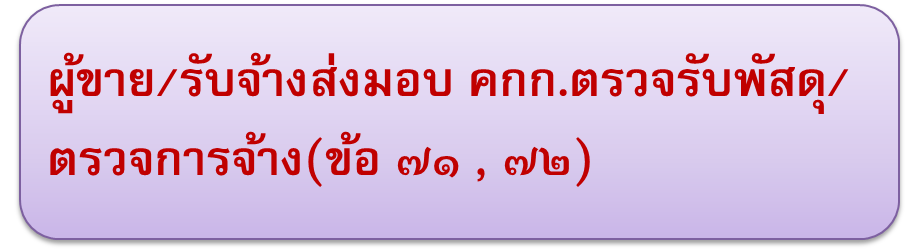 ผู้ขาย/รับจ้างส่งมอบ คกก.ตรวจรับพัสดุ/
ตรวจการจ้าง(ข้อ ๗๑ , ๗๒)